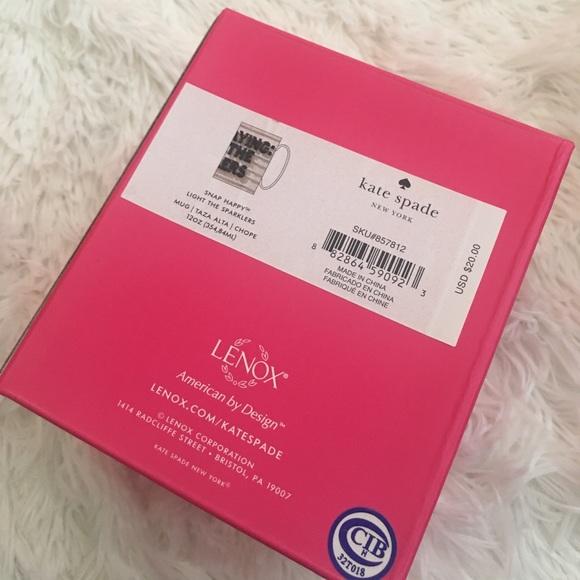 AYING:
THE
ERS
SNAP HAPPY™
LIGHT THE SPARKLERS
MUG | TAZA ALTA | CHOPE
12OZ (354,84ML)
kate spade
NEW YORK
SKU#857812
8 82864 59092 3
MADE IN CHINA
FABRICADO EN CHINA
FABRIQUÉ EN CHINE
USD $20.00
LENOX®
American by Design™
LENOX.COM/KATESPADE
© LENOX CORPORATION
1414 RADCLIFFE STREET • BRISTOL, PA 19007
KATE SPADE NEW YORK®
CIB
H
32T018